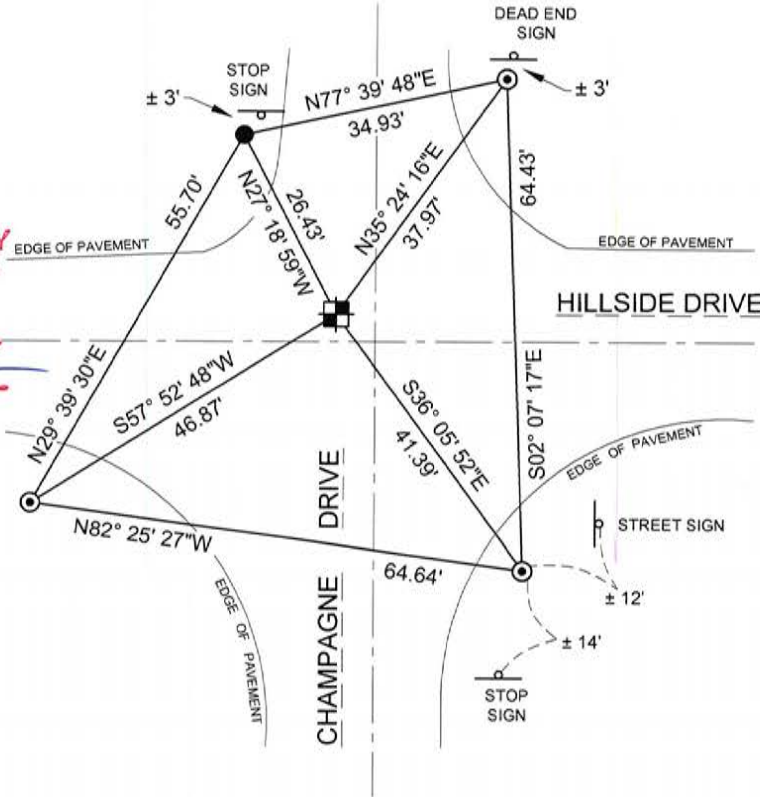 DEAD END
SIGN
STOP
SIGN
± 3'
N77° 39' 48"E
34.93'
± 3'
55.70'
N27° 18' 59"W
26.43'
N35° 24' 16"E
37.97'
64.43'
EDGE OF PAVEMENT
EDGE OF PAVEMENT
HILLSIDE DRIVE
N29° 39' 30"E
S57° 52' 48"W
46.87'
S36° 05' 52"E
41.39'
S02° 07' 17"E
EDGE OF PAVEMENT
N82° 25' 27"W
64.64'
CHAMPAGNE DRIVE
STREET SIGN
± 12'
± 14'
EDGE OF PAVEMENT
STOP
SIGN